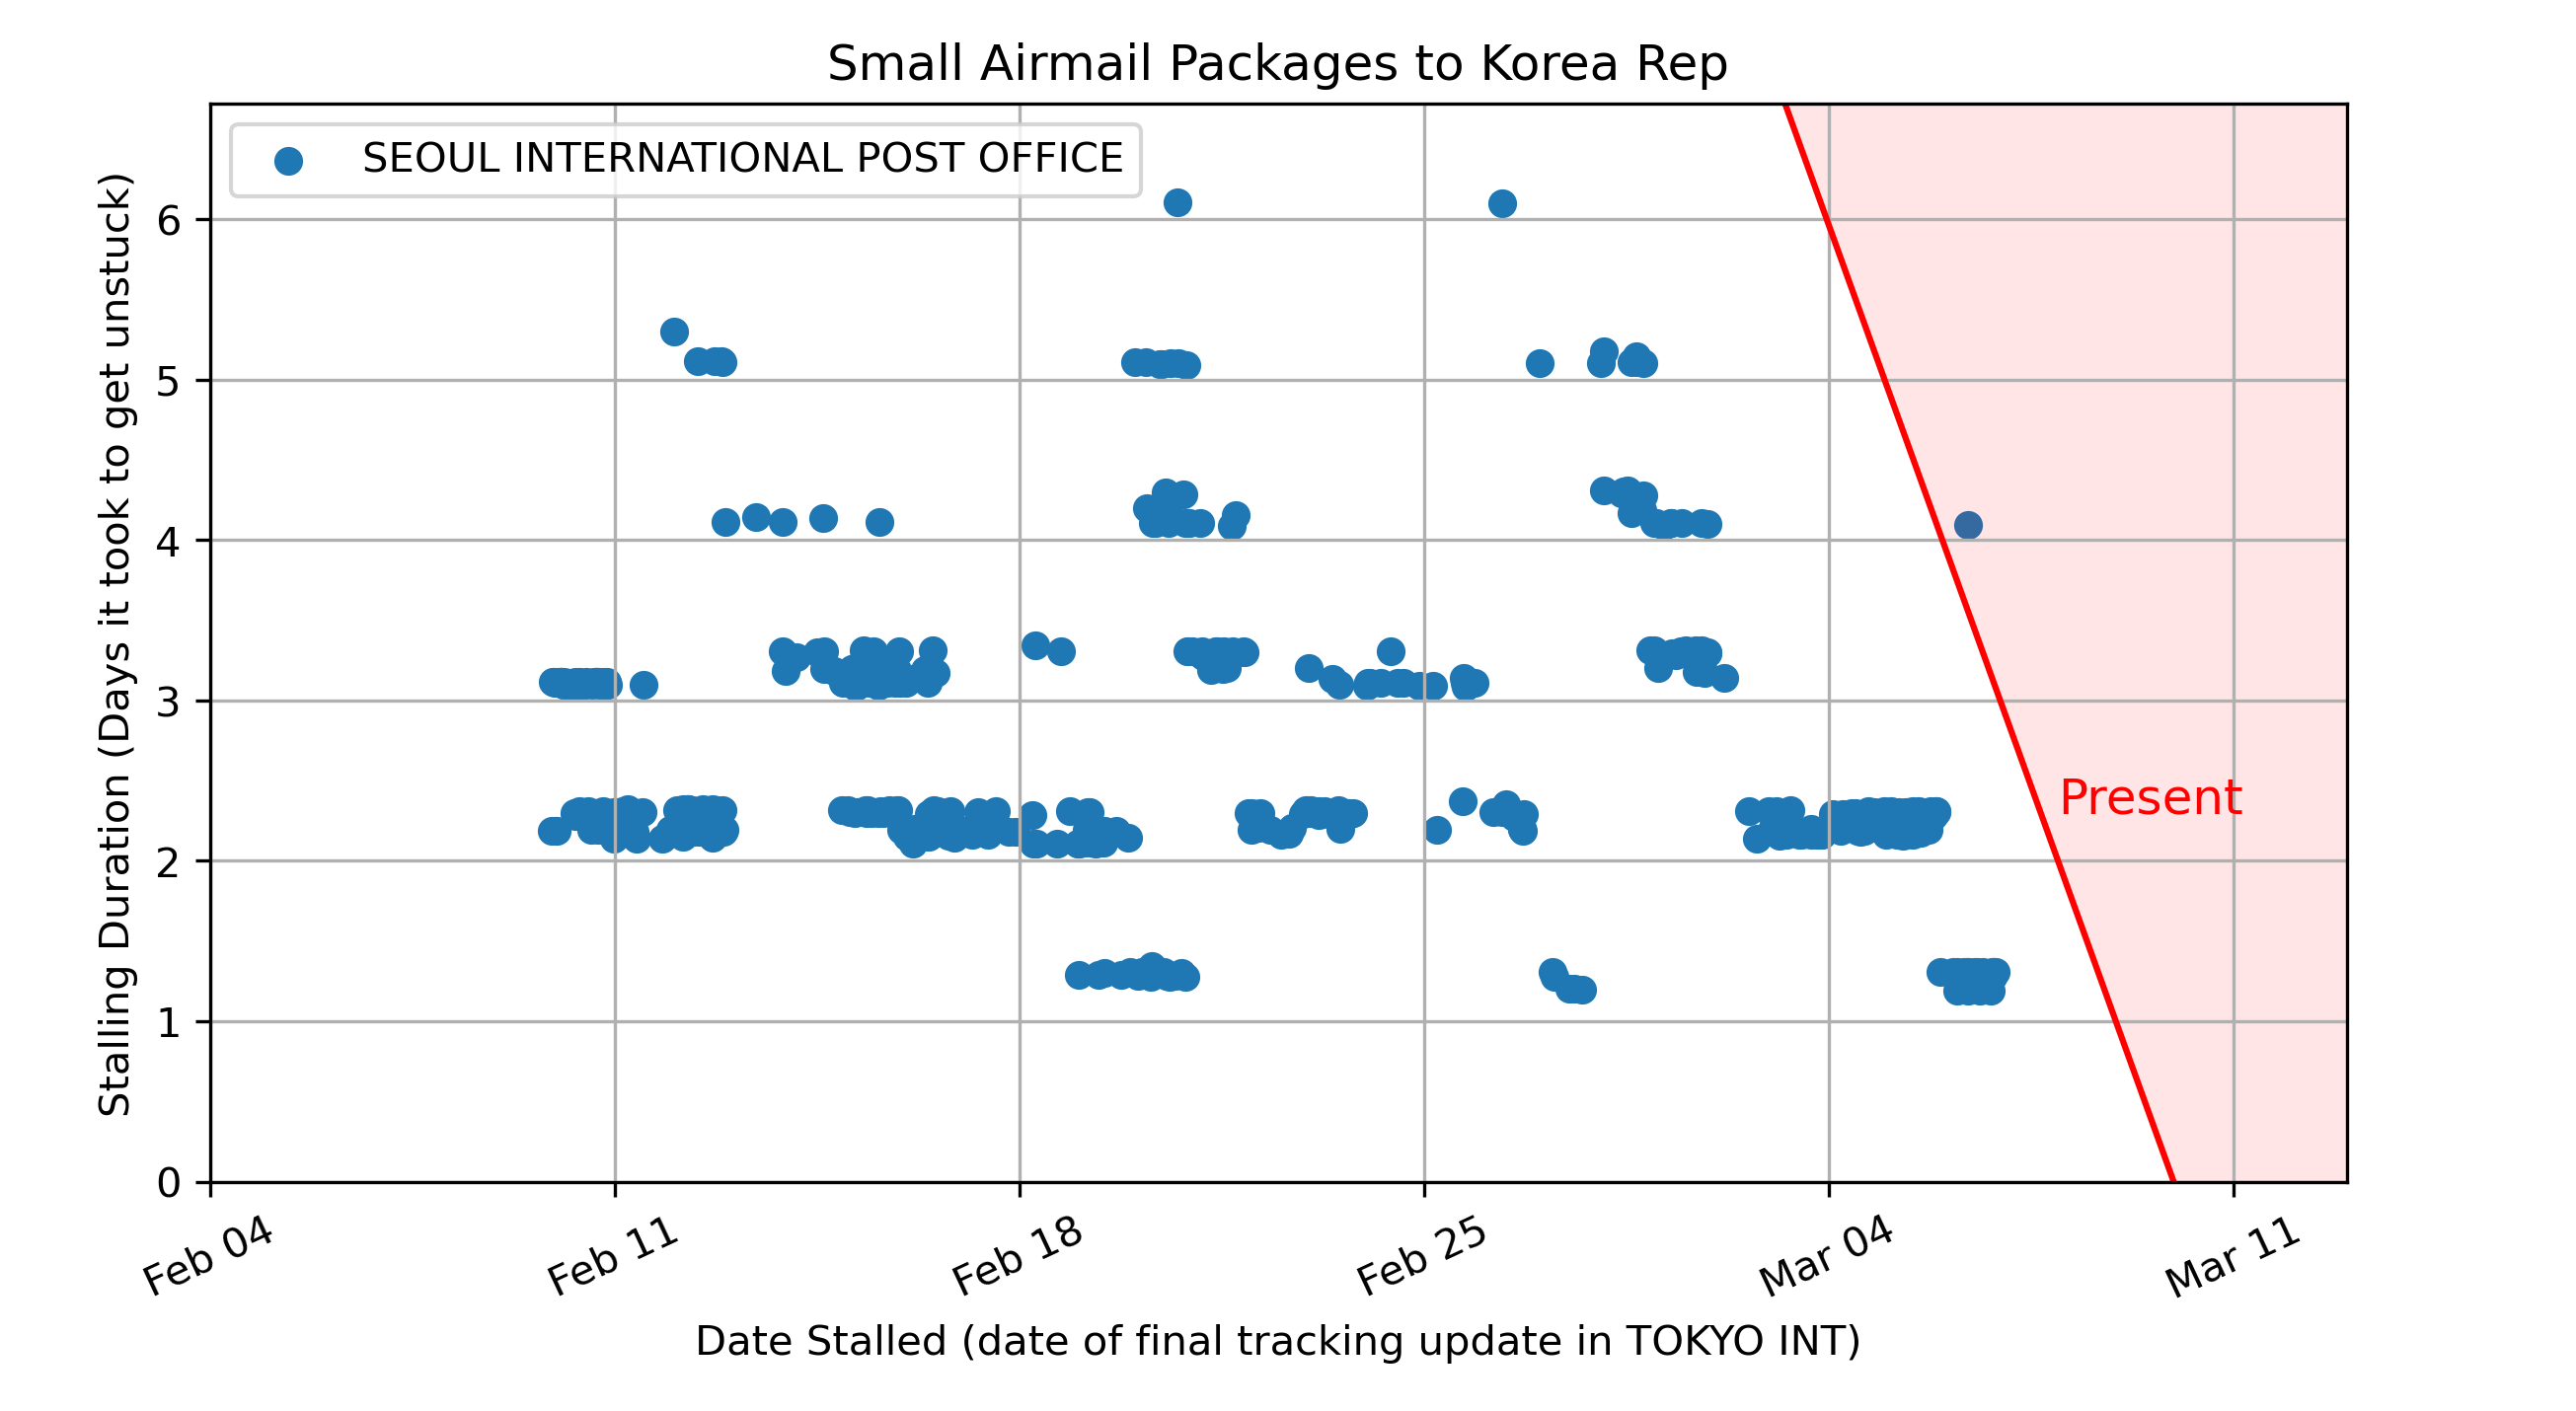 Small Airmail Packages to Korea Rep
SEOUL INTERNATIONAL POST OFFICE
Stalling Duration (Days it took to get unstuck)
6
5
4
3
2
1
0
Present
Feb 04
Feb 11
Feb 18
Feb 25
Mar 04
Mar 11
Date Stalled (date of final tracking update in TOKYO INT)